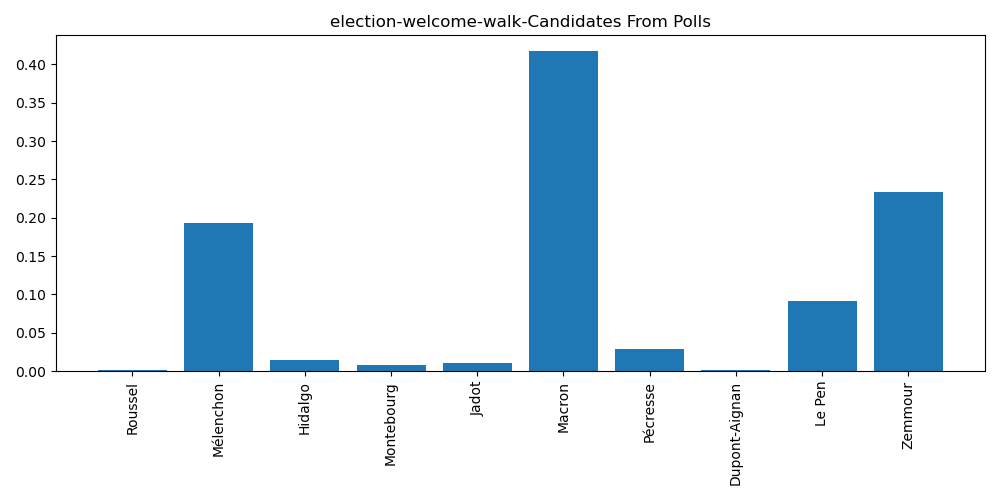 election-welcome-walk-Candidates From Polls
0.40
0.35
0.30
0.25
0.20
0.15
0.10
0.05
0.00
Roussel
Mélenchon
Hidalgo
Montebourg
Jadot
Macron
Pécresse
Dupont-Aignan
Le Pen
Zemmour